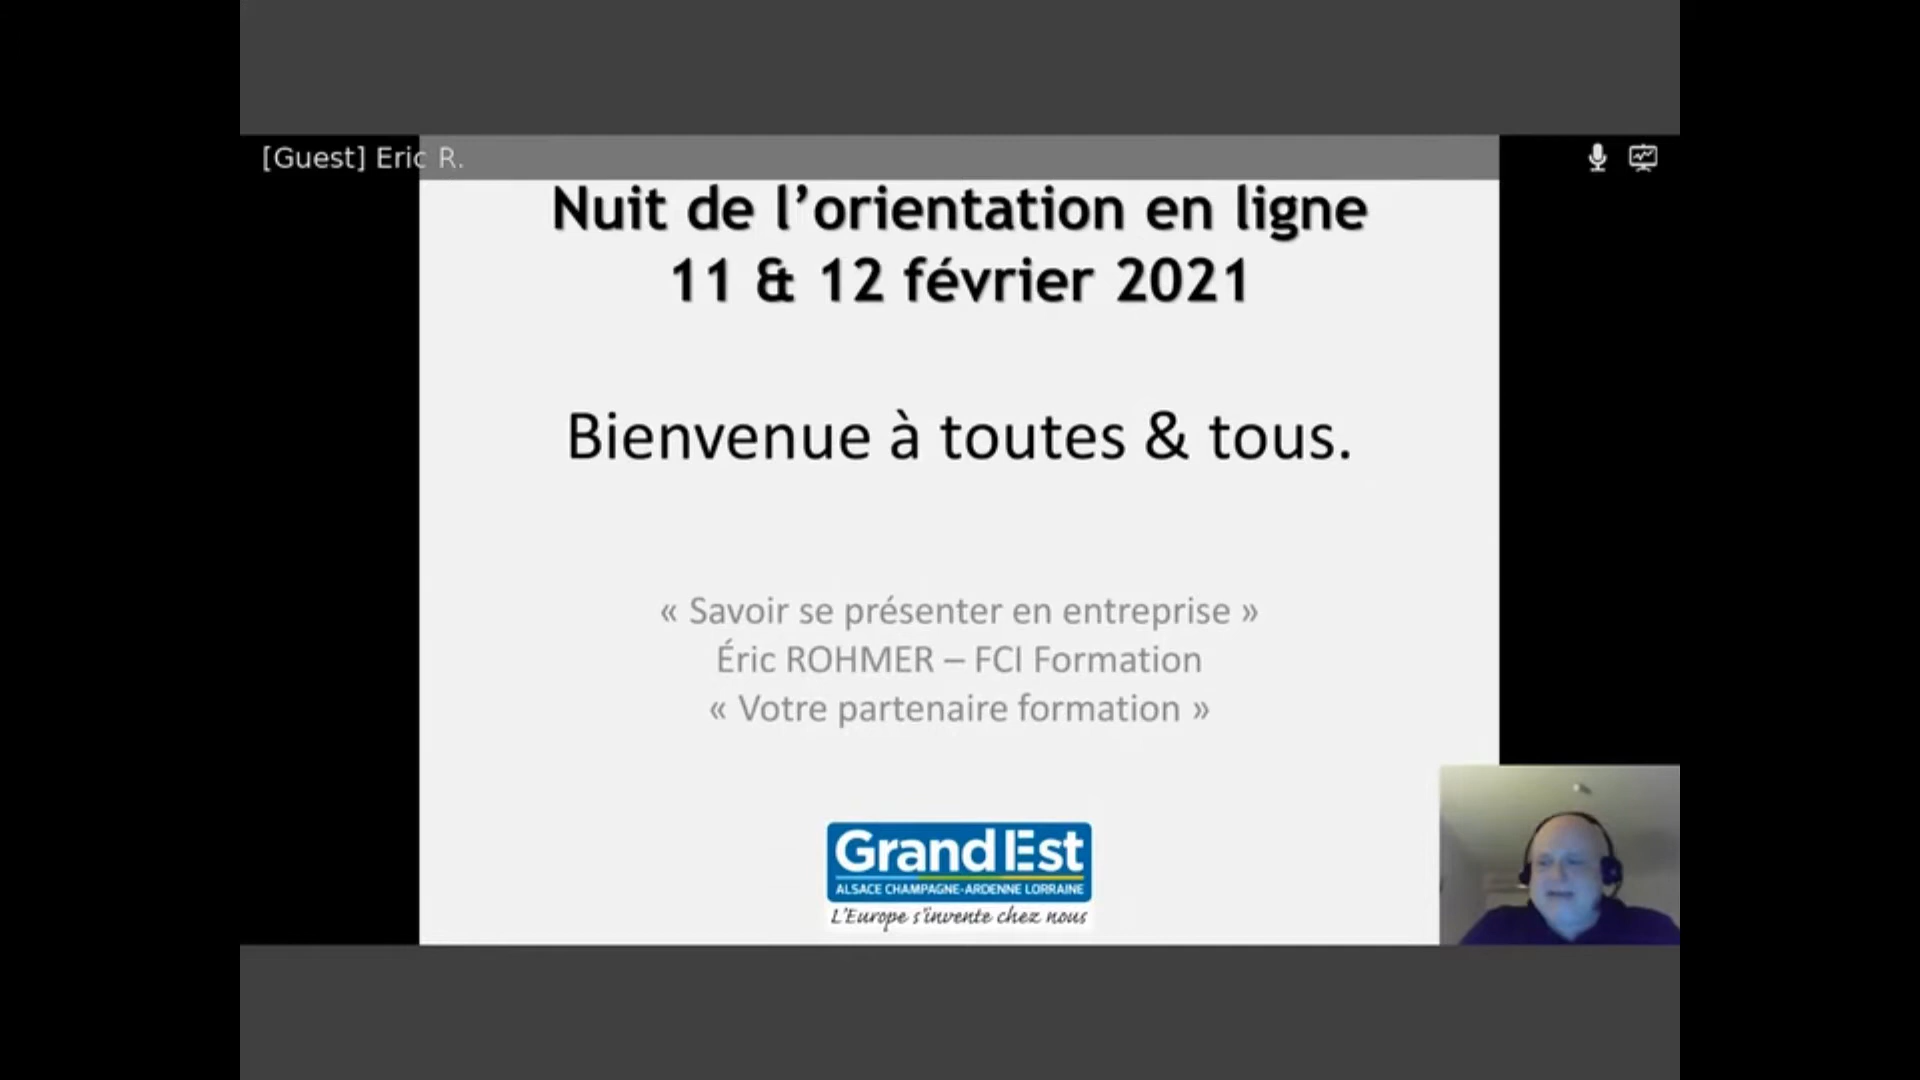 [Guest] Eric R.
Nuit de l’orientation en ligne
11 & 12 février 2021
Bienvenue à toutes & tous.
« Savoir se présenter en entreprise »
Éric ROHMER – FCI Formation
« Votre partenaire formation »
Grand Est
ALSACE CHAMPAGNE-ARDENNE LORRAINE
L'Europe s'invente chez nous